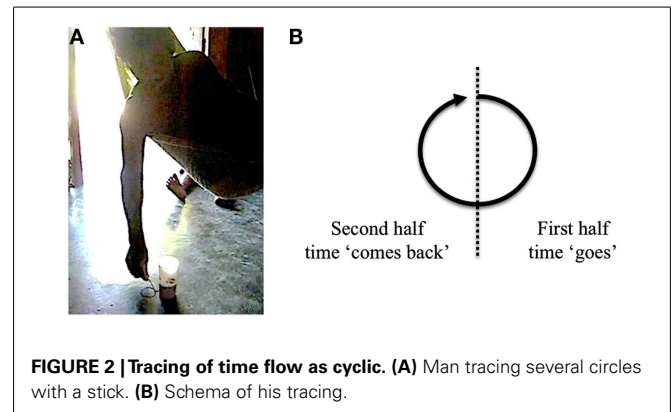 A
B
Second half
time ‘comes back’
First half
time ‘goes’
FIGURE 2 | Tracing of time flow as cyclic. (A) Man tracing several circles
with a stick. (B) Schema of his tracing.